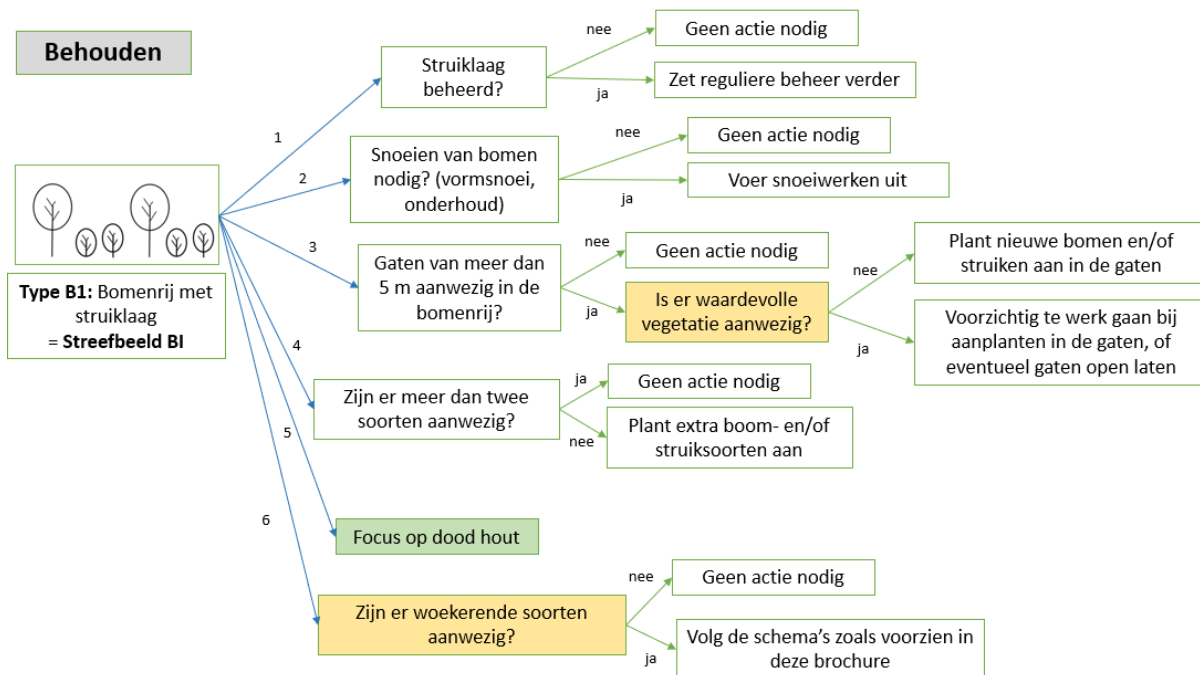 Behouden
Type B1: Bomenrij met
struiklaag
= Streefbeeld BI
1
Struiklaag
beheerd?
nee
Geen actie nodig
ja
Zet reguliere beheer verder
2
Snoeien van bomen
nodig? (vormsnoei,
onderhoud)
nee
Geen actie nodig
ja
Voer snoeiwerken uit
3
Gaten van meer dan
5 m aanwezig in de
bomenrij?
nee
Geen actie nodig
ja
Is er waardevolle
vegetatie aanwezig?
nee
Plant nieuwe bomen en/of
struiken aan in de gaten
ja
Voorzichtig te werk gaan bij
aanplanten in de gaten, of
eventueel gaten open laten
4
Zijn er meer dan twee
soorten aanwezig?
ja
Geen actie nodig
nee
Plant extra boom- en/of
struiksoorten aan
5
Focus op dood hout
6
Zijn er woekerende soorten
aanwezig?
nee
Geen actie nodig
ja
Volg de schema's zoals voorzien in
deze brochure